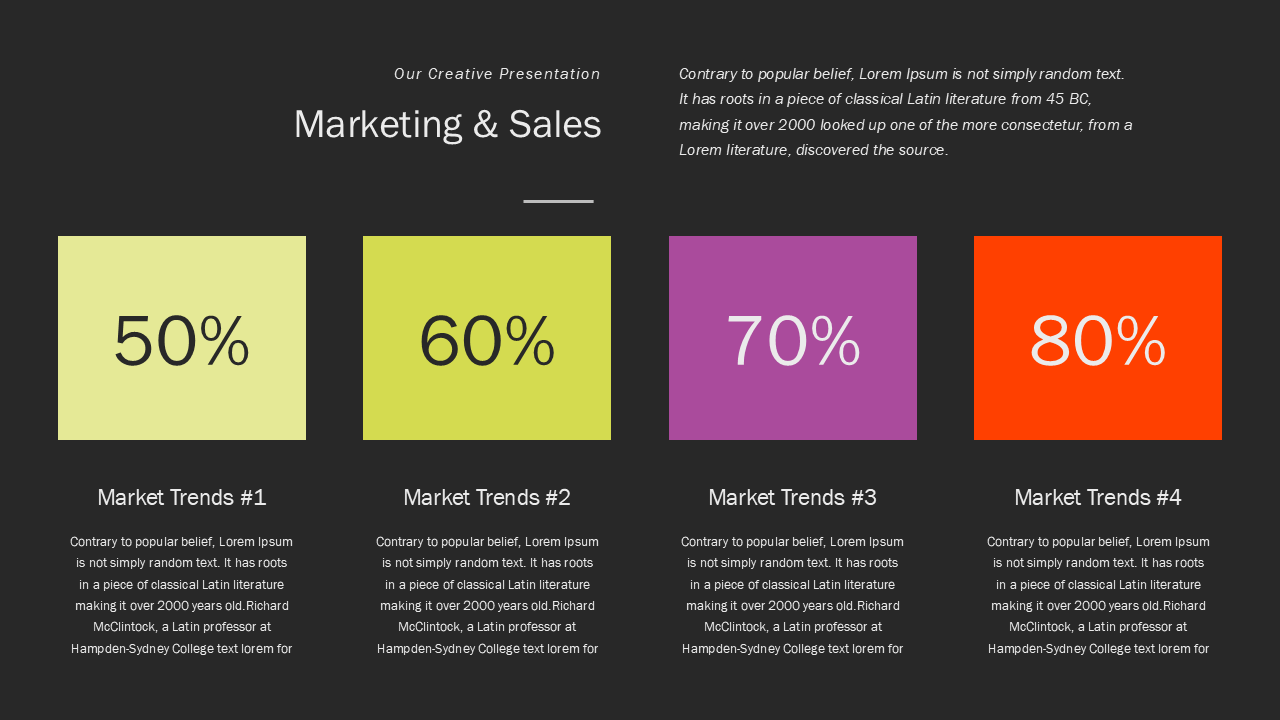 Our Creative Presentation
Marketing & Sales
Contrary to popular belief, Lorem Ipsum is not simply random text.
It has roots in a piece of classical Latin literature from 45 BC,
making it over 2000 looked up one of the more consectetur, from a
Lorem literature, discovered the source.
50%
60%
70%
80%
Market Trends #1
Contrary to popular belief, Lorem Ipsum
is not simply random text. It has roots
in a piece of classical Latin literature
making it over 2000 years old.Richard
McClintock, a Latin professor at
Hampden-Sydney College text lorem for
Market Trends #2
Contrary to popular belief, Lorem Ipsum
is not simply random text. It has roots
in a piece of classical Latin literature
making it over 2000 years old.Richard
McClintock, a Latin professor at
Hampden-Sydney College text lorem for
Market Trends #3
Contrary to popular belief, Lorem Ipsum
is not simply random text. It has roots
in a piece of classical Latin literature
making it over 2000 years old.Richard
McClintock, a Latin professor at
Hampden-Sydney College text lorem for
Market Trends #4
Contrary to popular belief, Lorem Ipsum
is not simply random text. It has roots
in a piece of classical Latin literature
making it over 2000 years old.Richard
McClintock, a Latin professor at
Hampden-Sydney College text lorem for